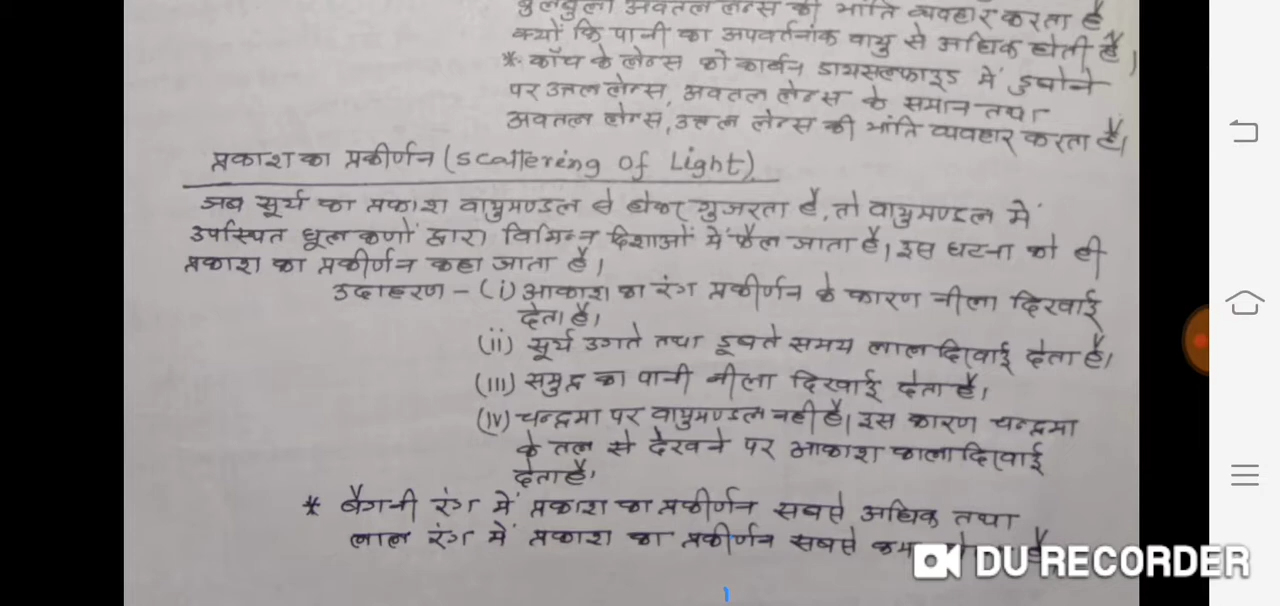 बुलबुला अवतल लेन्स की भांति व्यवहार करता है
क्यों कि पानी का अपवर्तनांक वायु से अधिक होती है।
* काँच के लेन्स को कार्बन डायसल्फाइड में डुबोने
पर उत्तल लेन्स, अवतल लेन्स के समान तथा
अवतल लेन्स, उत्तल लेन्स की भांति व्यवहार करता है।
प्रकाश का प्रकीर्णन (Scattering of Light)
जब सूर्य का प्रकाश वायुमण्डल से होकर गुजरता है, तो वायुमण्डल में
उपस्थित धूल कणों द्वारा विभिन्न दिशाओं में फैल जाता है। इस घटना को ही
प्रकाश का प्रकीर्णन कहा जाता है।
उदाहरण - (i) आकाश का रंग प्रकीर्णन के कारण नीला दिखाई
देता है।
(ii) सूर्य उगते तथा डूबते समय लाल दिखाई देता है।
(iii) समुद्र का पानी नीला दिखाई देता है।
(iv) चन्द्रमा पर वायुमण्डल नही है। इस कारण चन्द्रमा
के तल से देखने पर आकाश काला दिखाई
देता है।
* बैगनी रंग में प्रकाश का प्रकीर्णन सबसे अधिक तथा
लाल रंग में प्रकाश का प्रकीर्णन सबसे कम
DU RECORDER